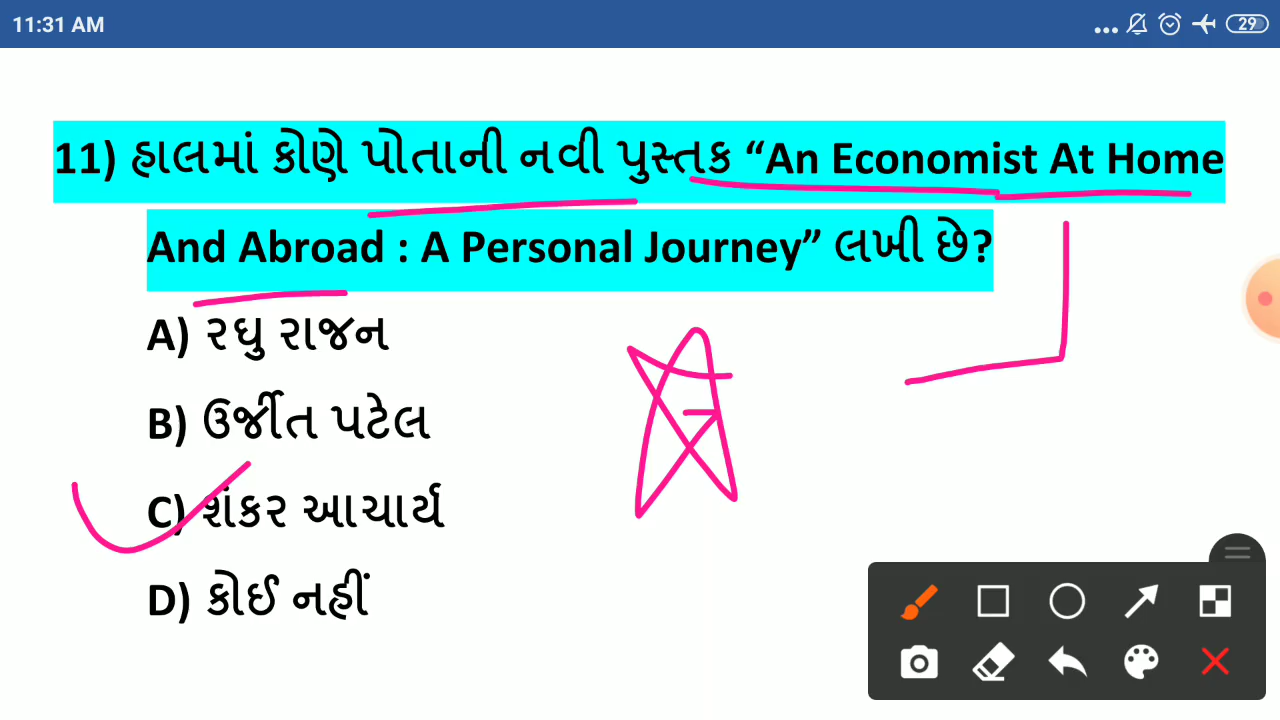 11:31 AM
29
11) હાલમાં કોણે પોતાની નવી પુસ્તક “An Economist At Home
And Abroad : A Personal Journey” લખી છે?
A) રઘુ રાજન
B) ઉર્જીત પટેલ
C) શંકર આચાર્ય
D) કોઈ નહીં